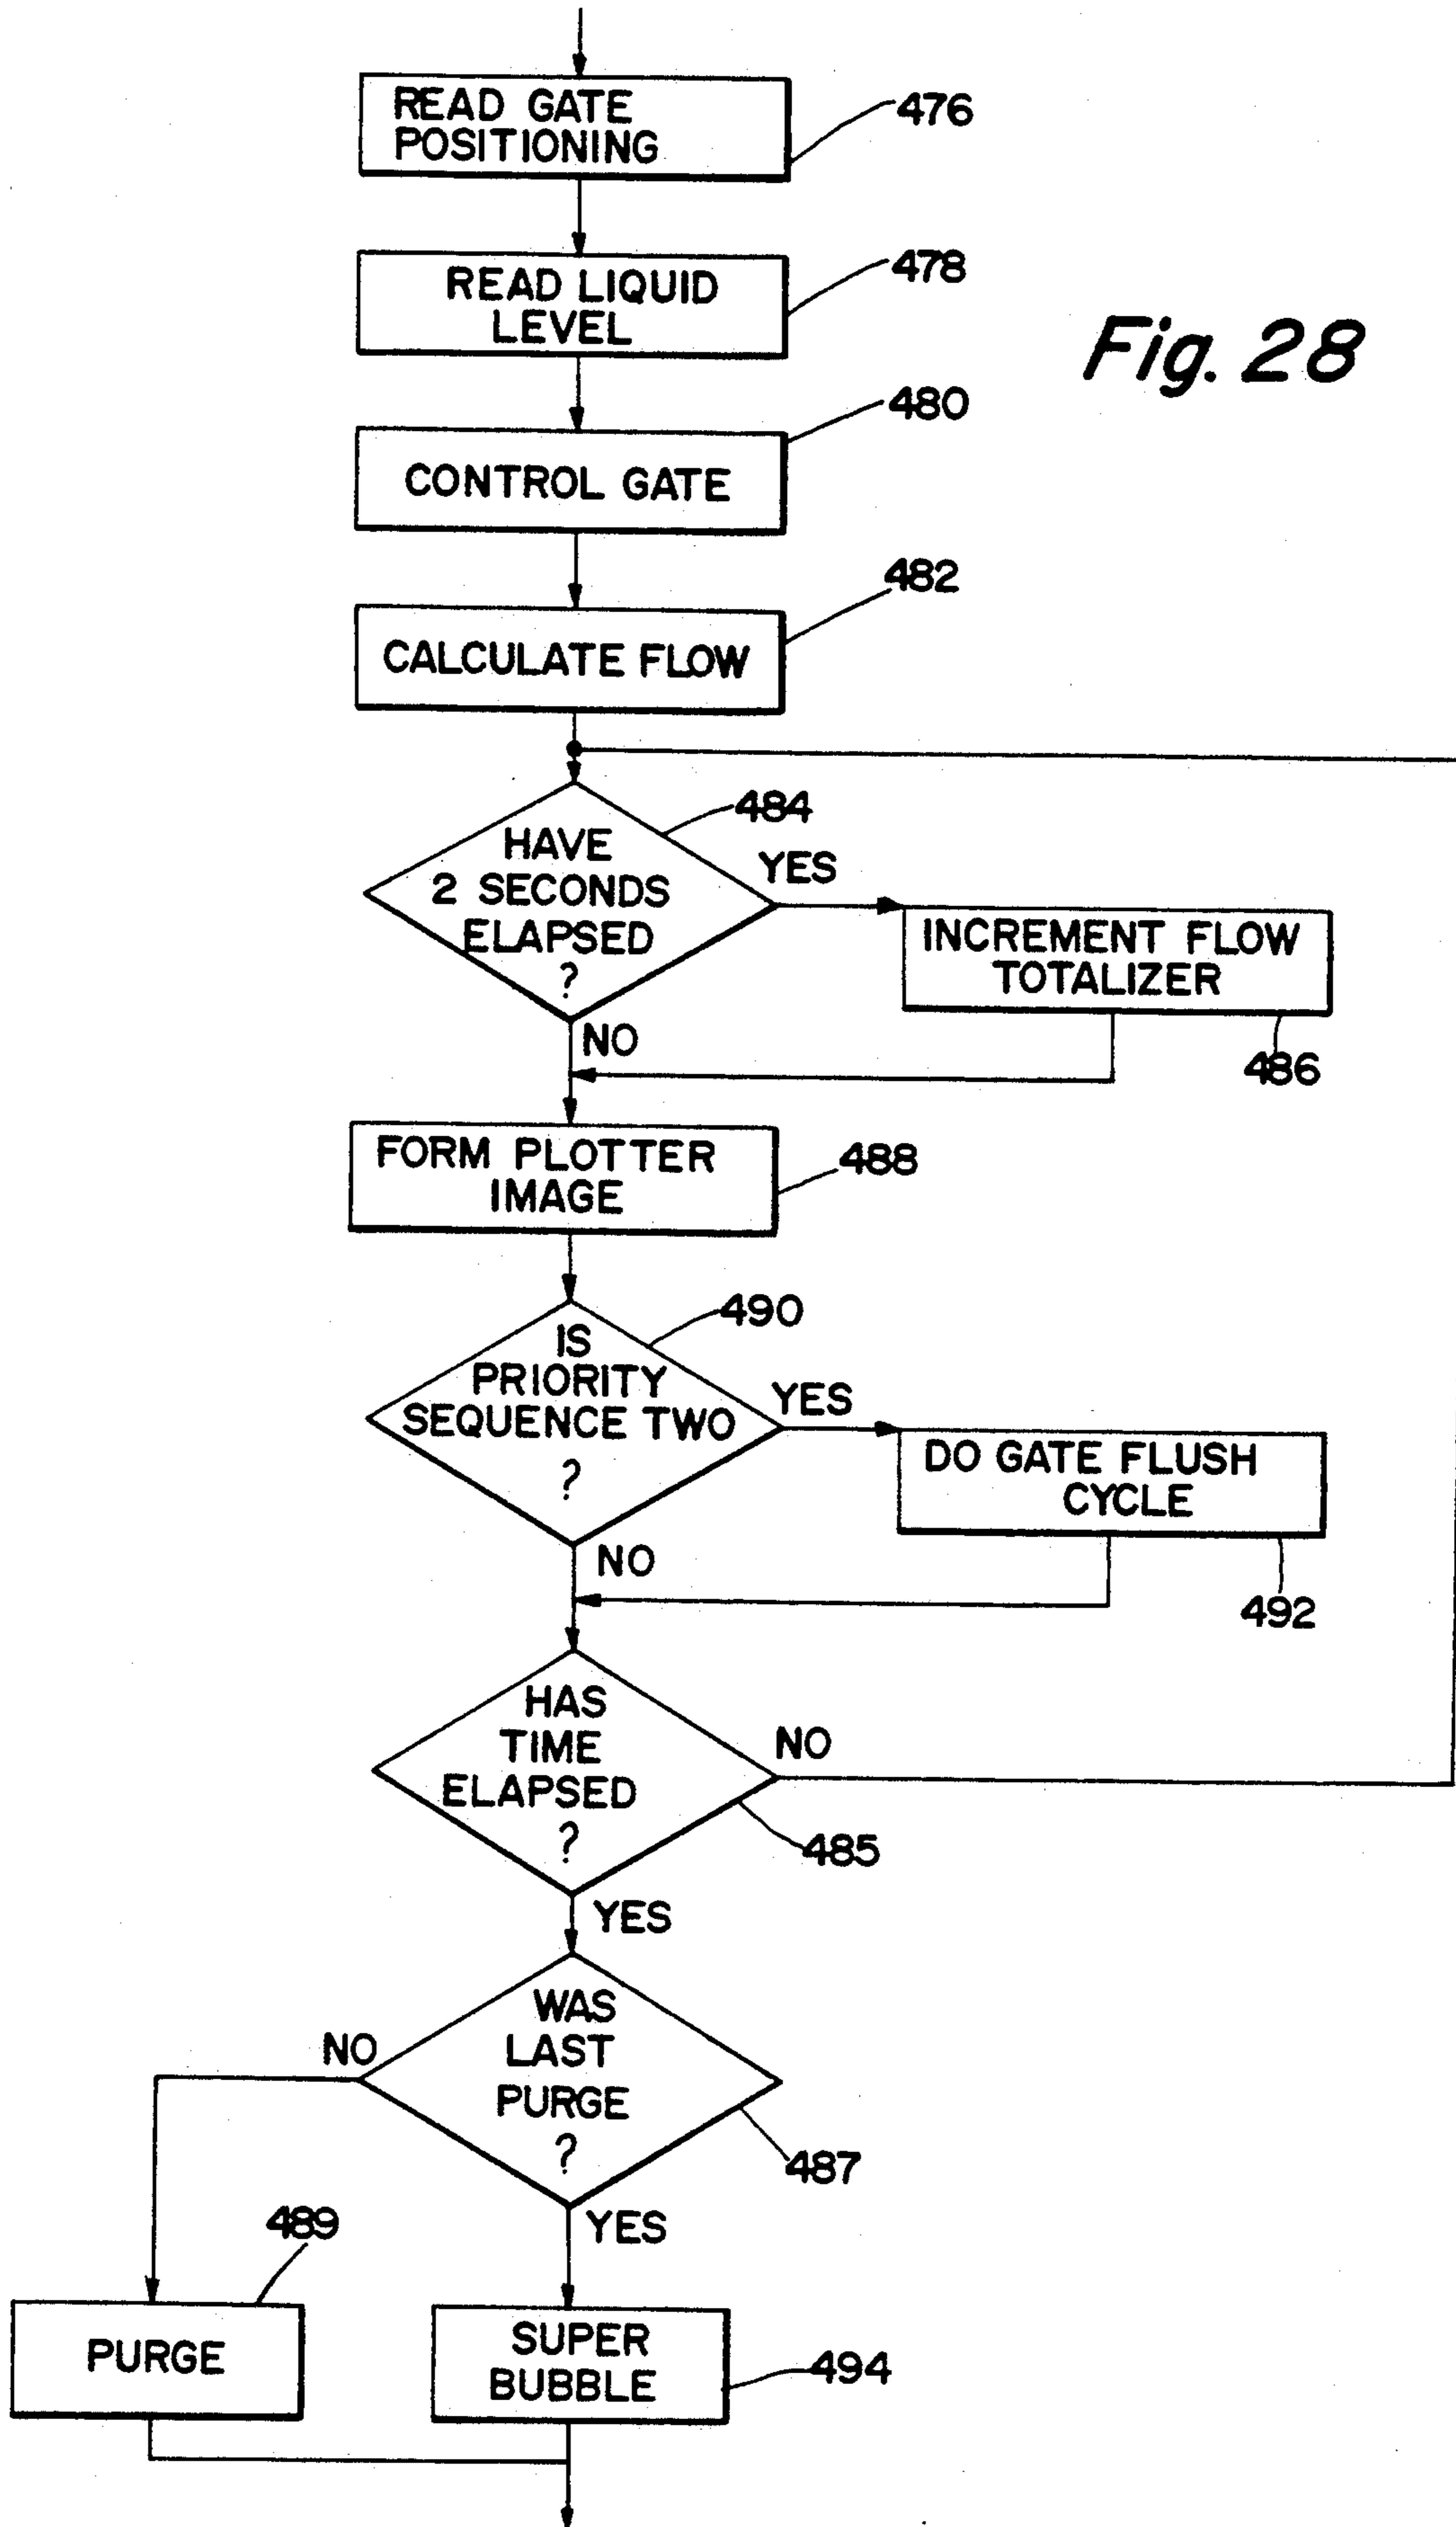 READ GATE
POSITIONING
476
READ LIQUID
LEVEL
478
Fig. 28
480
CONTROL GATE
482
CALCULATE FLOW
484
HAVE
2 SECONDS
ELAPSED
?
YES
INCREMENT FLOW
TOTALIZER
486
NO
FORM PLOTTER
IMAGE
488
490
IS
PRIORITY
SEQUENCE TWO
?
YES
DO GATE FLUSH
CYCLE
492
NO
HAS
TIME
ELAPSED
?
NO
485
YES
WAS
LAST
PURGE
?
NO
487
YES
489
PURGE
SUPER
BUBBLE
494